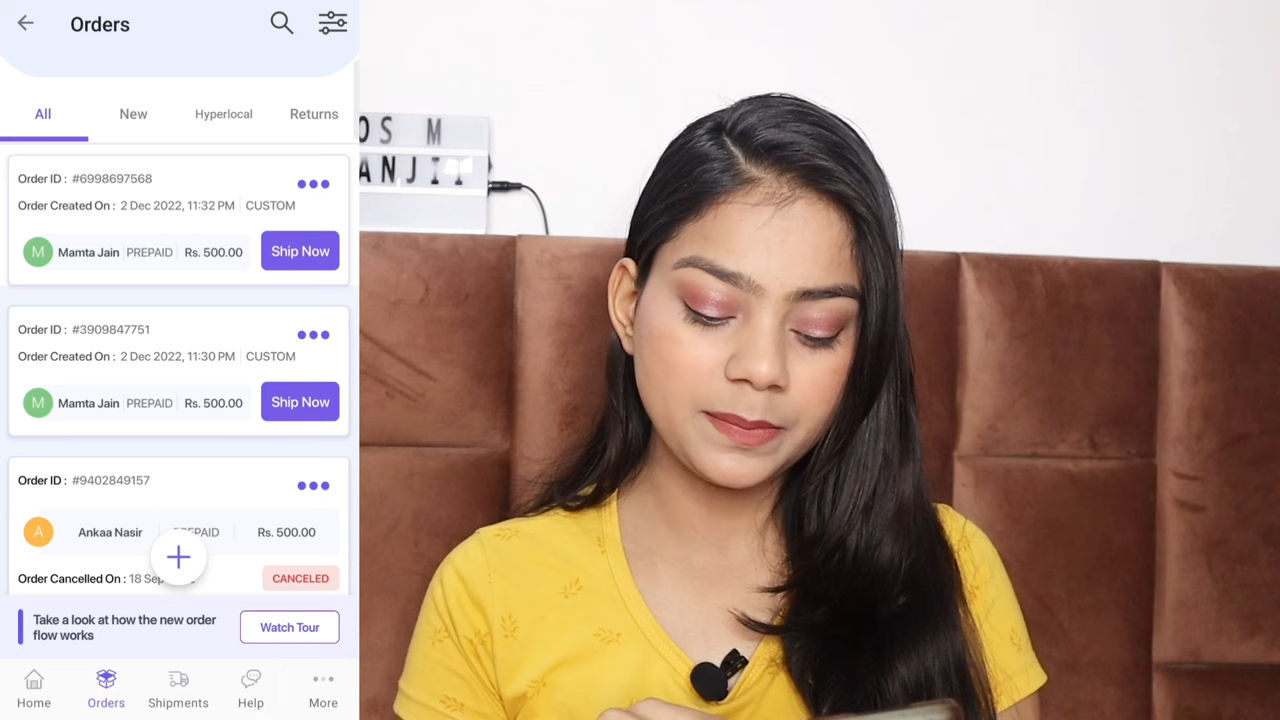 Orders
All New Hyperlocal Returns
Order ID : #6998697568
Order Created On : 2 Dec 2022, 11:32 PM CUSTOM
M Mamta Jain PREPAID Rs. 500.00 Ship Now
Order ID : #3909847751
Order Created On : 2 Dec 2022, 11:30 PM CUSTOM
M Mamta Jain PREPAID Rs. 500.00 Ship Now
Order ID : #9402849157
A Ankaa Nasir PREPAID Rs. 500.00
Order Cancelled On : 18 Sep CANCELED
Take a look at how the new order
flow works
Watch Tour
Home Orders Shipments Help More
OS M
ANJII